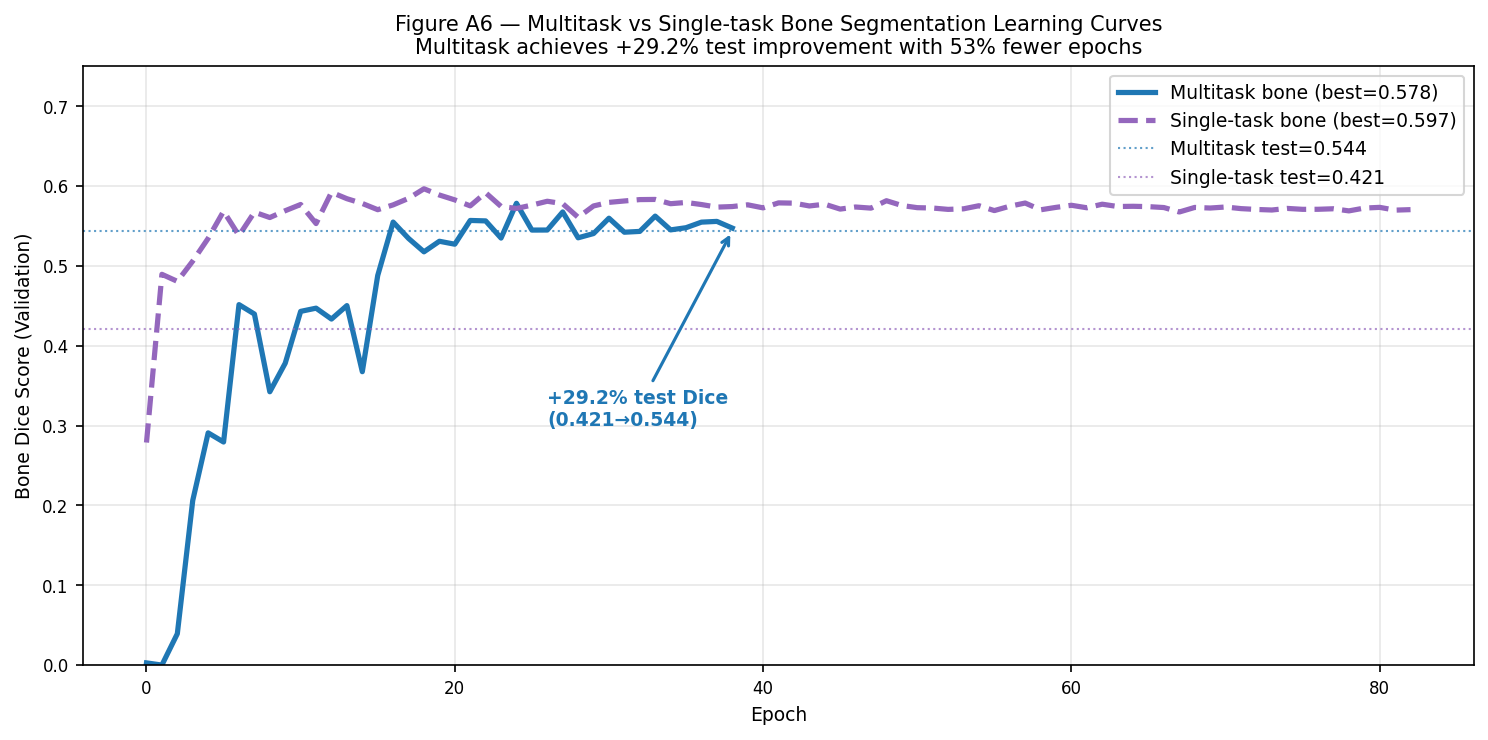 Figure A6 — Multitask vs Single-task Bone Segmentation Learning Curves
Multitask achieves +29.2% test improvement with 53% fewer epochs
Multitask bone (best=0.578)
Single-task bone (best=0.597)
Multitask test=0.544
Single-task test=0.421
Bone Dice Score (Validation)
0.7
0.6
0.5
0.4
0.3
0.2
0.1
0.0
+29.2% test Dice
(0.421→0.544)
0 20 40 60 80
Epoch